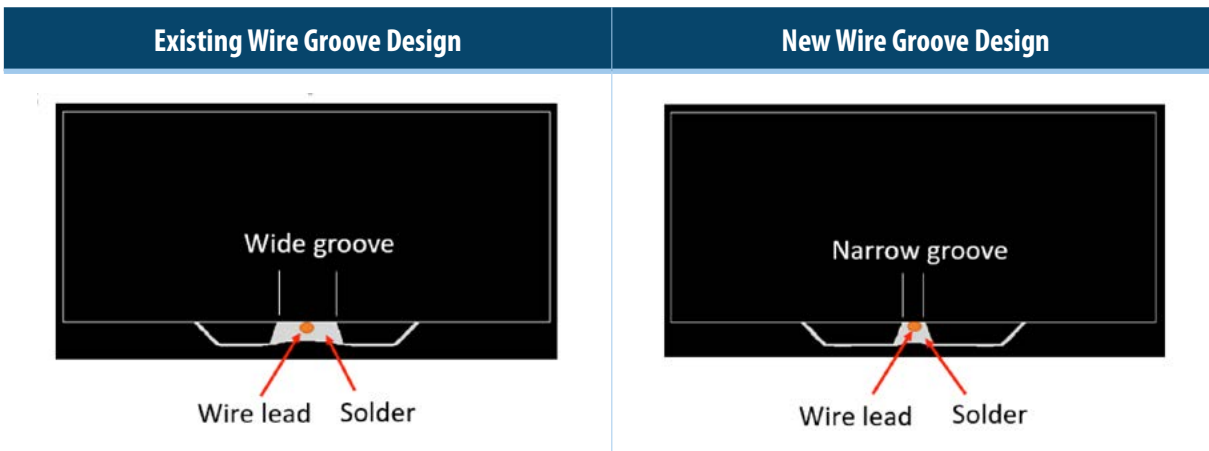 Existing Wire Groove Design
New Wire Groove Design
Wide groove
Wire lead
Solder
Narrow groove
Wire lead
Solder